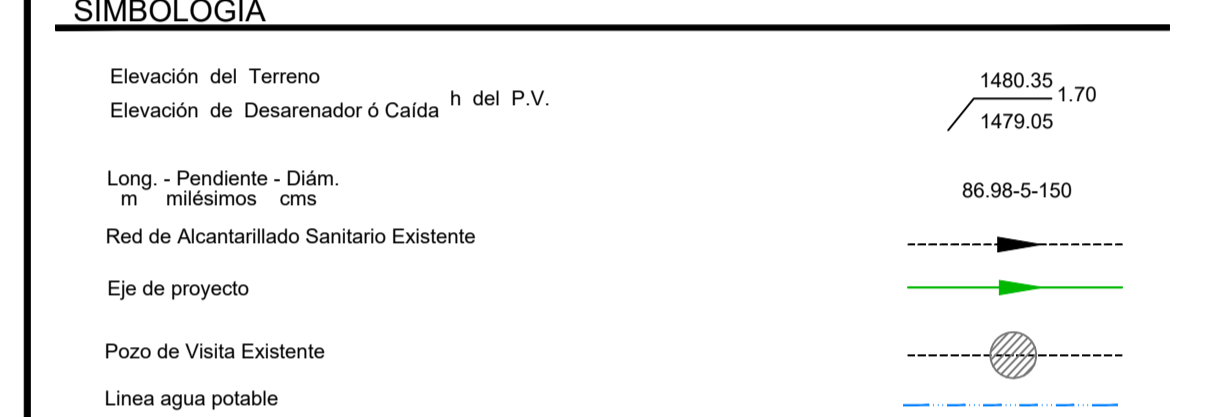 SIMBOLOGIA
Elevación del Terreno
Elevación de Desarenador ó Caída
h del P.V.
1480.35
1.70
1479.05
Long. - Pendiente - Diám.
m milésimos cms
86.98-5-150
Red de Alcantarillado Sanitario Existente
Eje de proyecto
Pozo de Visita Existente
Linea agua potable